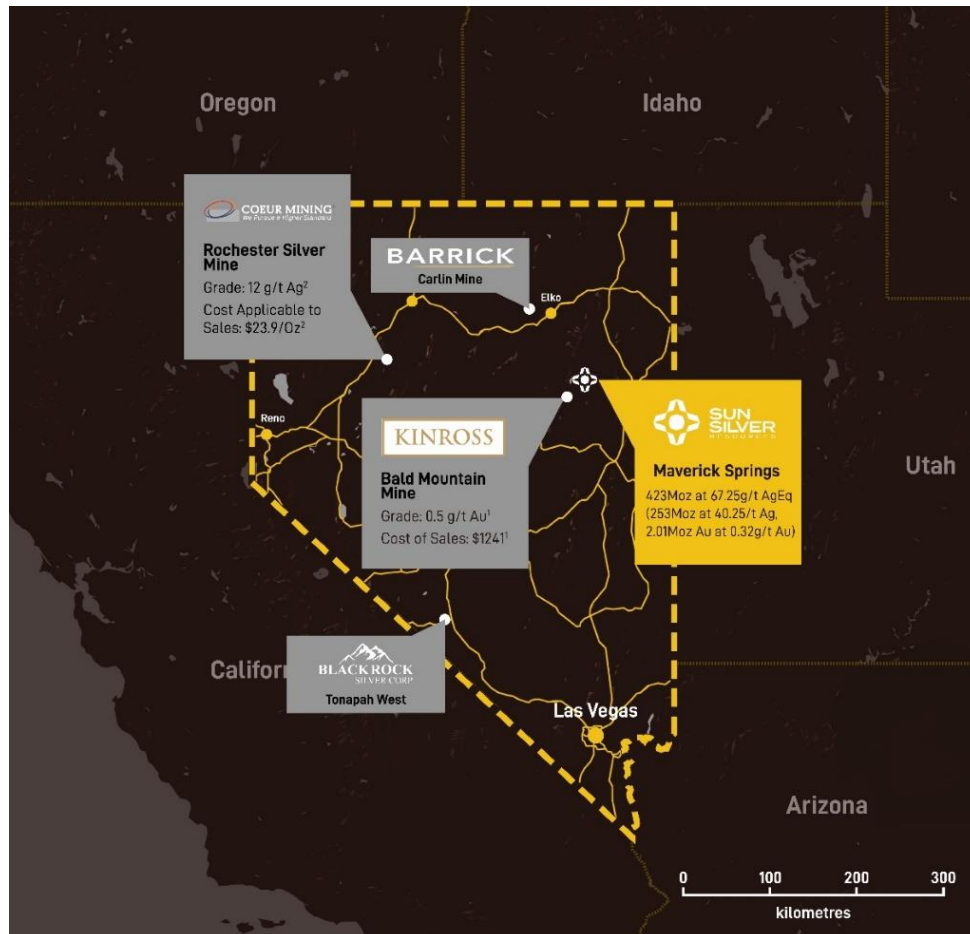 Oregon
Idaho
COEUR MINING
We Pursue a Higher Standard
Rochester Silver
Mine
Grade: 12 g/t Ag²
Cost Applicable to
Sales: $23.9/Oz²
BARRICK
Carlin Mine
Elko
Reno
KINROSS
Bald Mountain
Mine
Grade: 0.5 g/t Au¹
Cost of Sales: $1241¹
SUN
SILVER
RESOURCES
Maverick Springs
423Moz at 67.25g/t AgEq
(253Moz at 40.25/t Ag,
2.01Moz Au at 0.32g/t Au)
Utah
Califor
BLACKROCK
SILVER CORP
Tonapah West
Las Vegas
Arizona
0 100 200 300
kilometres